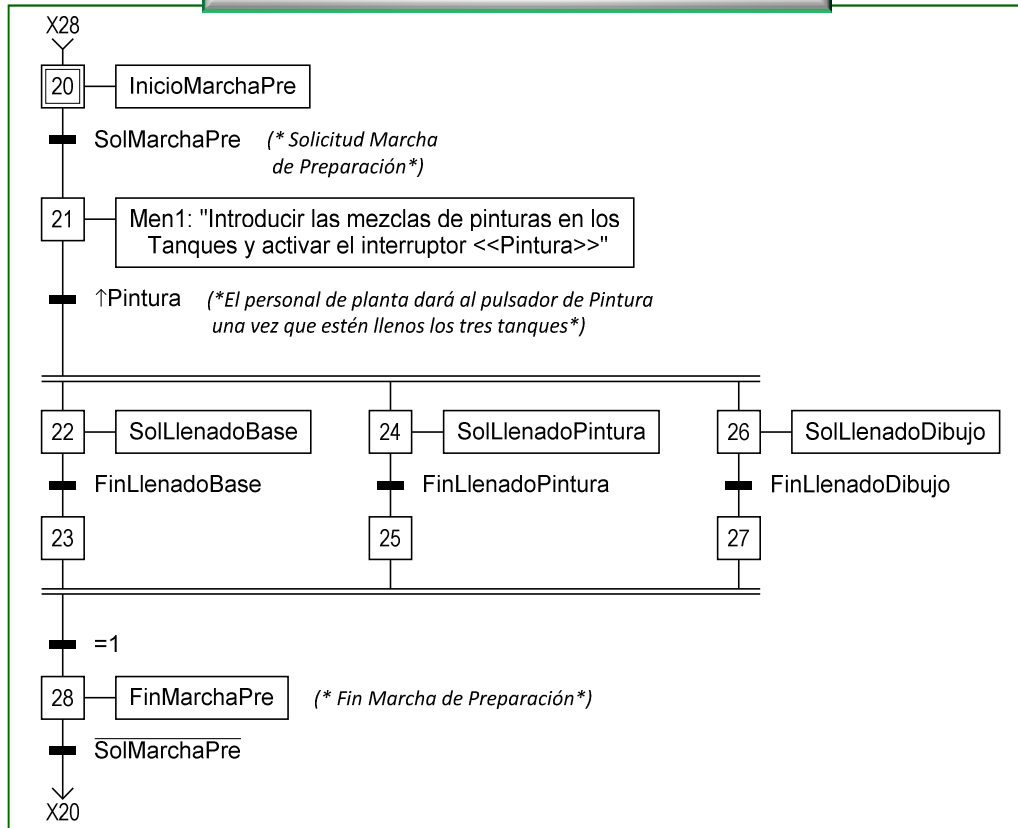 X28
20 InicioMarchaPre
SolMarchaPre (* Solicitud Marcha
de Preparación*)
21 Men1: "Introducir las mezclas de pinturas en los
Tanques y activar el interruptor <<Pintura>>"
↑Pintura (*El personal de planta dará al pulsador de Pintura
una vez que estén llenos los tres tanques*)
22 SolLlenadoBase 24 SolLlenadoPintura 26 SolLlenadoDibujo
FinLlenadoBase FinLlenadoPintura FinLlenadoDibujo
23 25 27
=1
28 FinMarchaPre (* Fin Marcha de Preparación*)
SolMarchaPre
X20